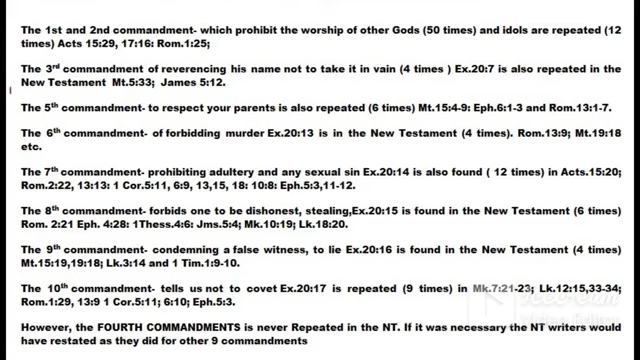 The 1st and 2nd commandment- which prohibit the worship of other Gods (50 times) and idols are repeated (12
times) Acts 15:29, 17:16: Rom.1:25;
The 3rd commandment of reverencing his name not to take it in vain (4 times ) Ex.20:7 is also repeated in the
New Testament Mt.5:33; James 5:12.
The 5th commandment- to respect your parents is also repeated (6 times) Mt.15:4-9: Eph.6:1-3 and Rom.13:1-7.
The 6th commandment- of forbidding murder Ex.20:13 is in the New Testament (4 times). Rom.13:9; Mt.19:18
etc.
The 7th commandment- prohibiting adultery and any sexual sin Ex.20:14 is also found ( 12 times) in Acts.15:20;
Rom.2:22, 13:13: 1 Cor.5:11, 6:9, 13,15, 18: 10:8: Eph.5:3,11-12.
The 8th commandment- forbids one to be dishonest, stealing,Ex.20:15 is found in the New Testament (6 times)
Rom. 2:21 Eph. 4:28: 1Thess.4:6: Jms.5:4; Mk.10:19; Lk.18:20.
The 9th commandment- condemning a false witness, to lie Ex.20:16 is found in the New Testament (4 times)
Mt.15:19,19:18; Lk.3:14 and 1 Tim.1:9-10.
The 10th commandment- tells us not to covet Ex.20:17 is repeated (9 times) in Mk.7:21-23; Lk.12:15,33-34;
Rom.1:29, 13:9 1 Cor.5:11; 6:10; Eph.5:3.
However, the FOURTH COMMANDMENTS is never Repeated in the NT. If it was necessary the NT writers would
have restated as they did for other 9 commandments